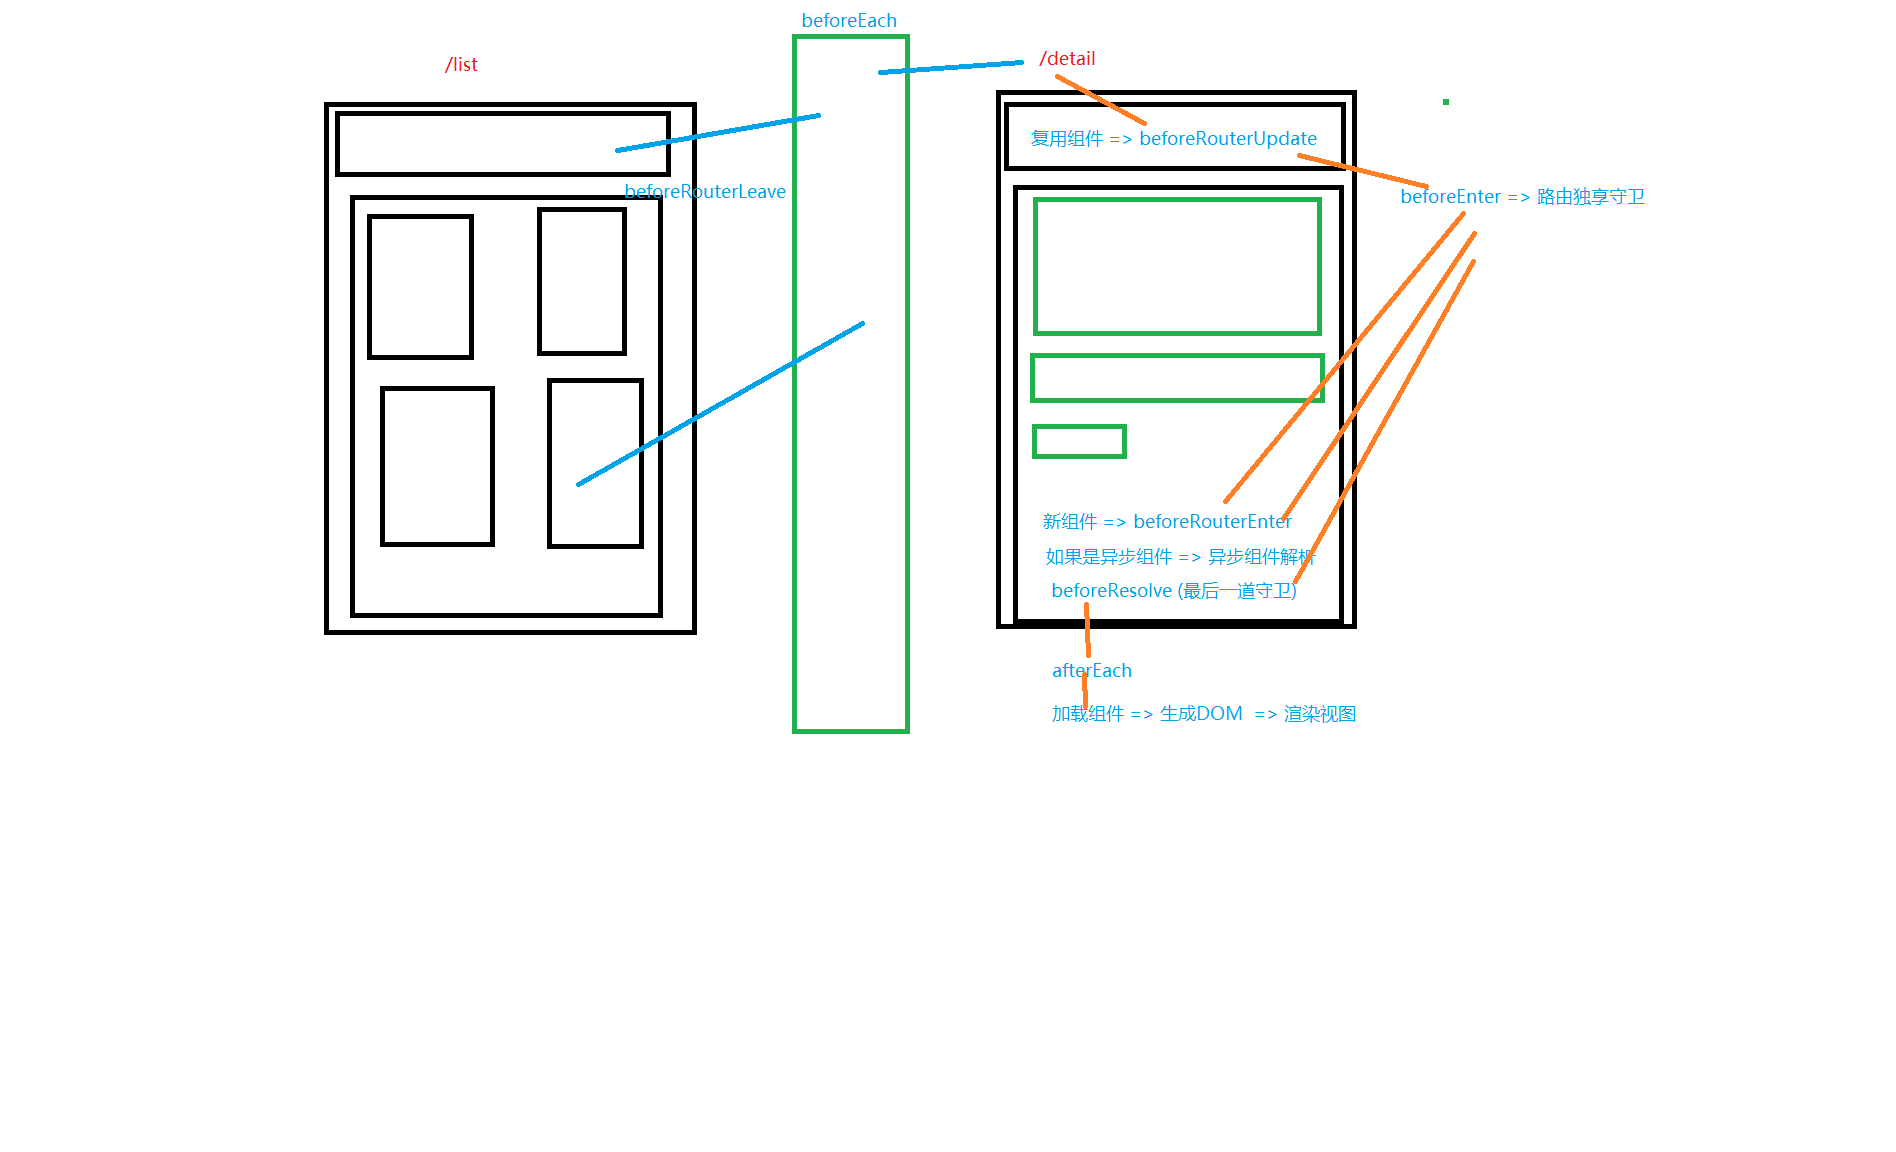 beforeEach
/list
/detail
复用组件 => beforeRouterUpdate
beforeRouterLeave
beforeEnter => 路由独享守卫
新组件 => beforeRouterEnter
如果是异步组件 => 异步组件解析
beforeResolve (最后一道守卫)
afterEach
加载组件 => 生成DOM  => 渲染视图